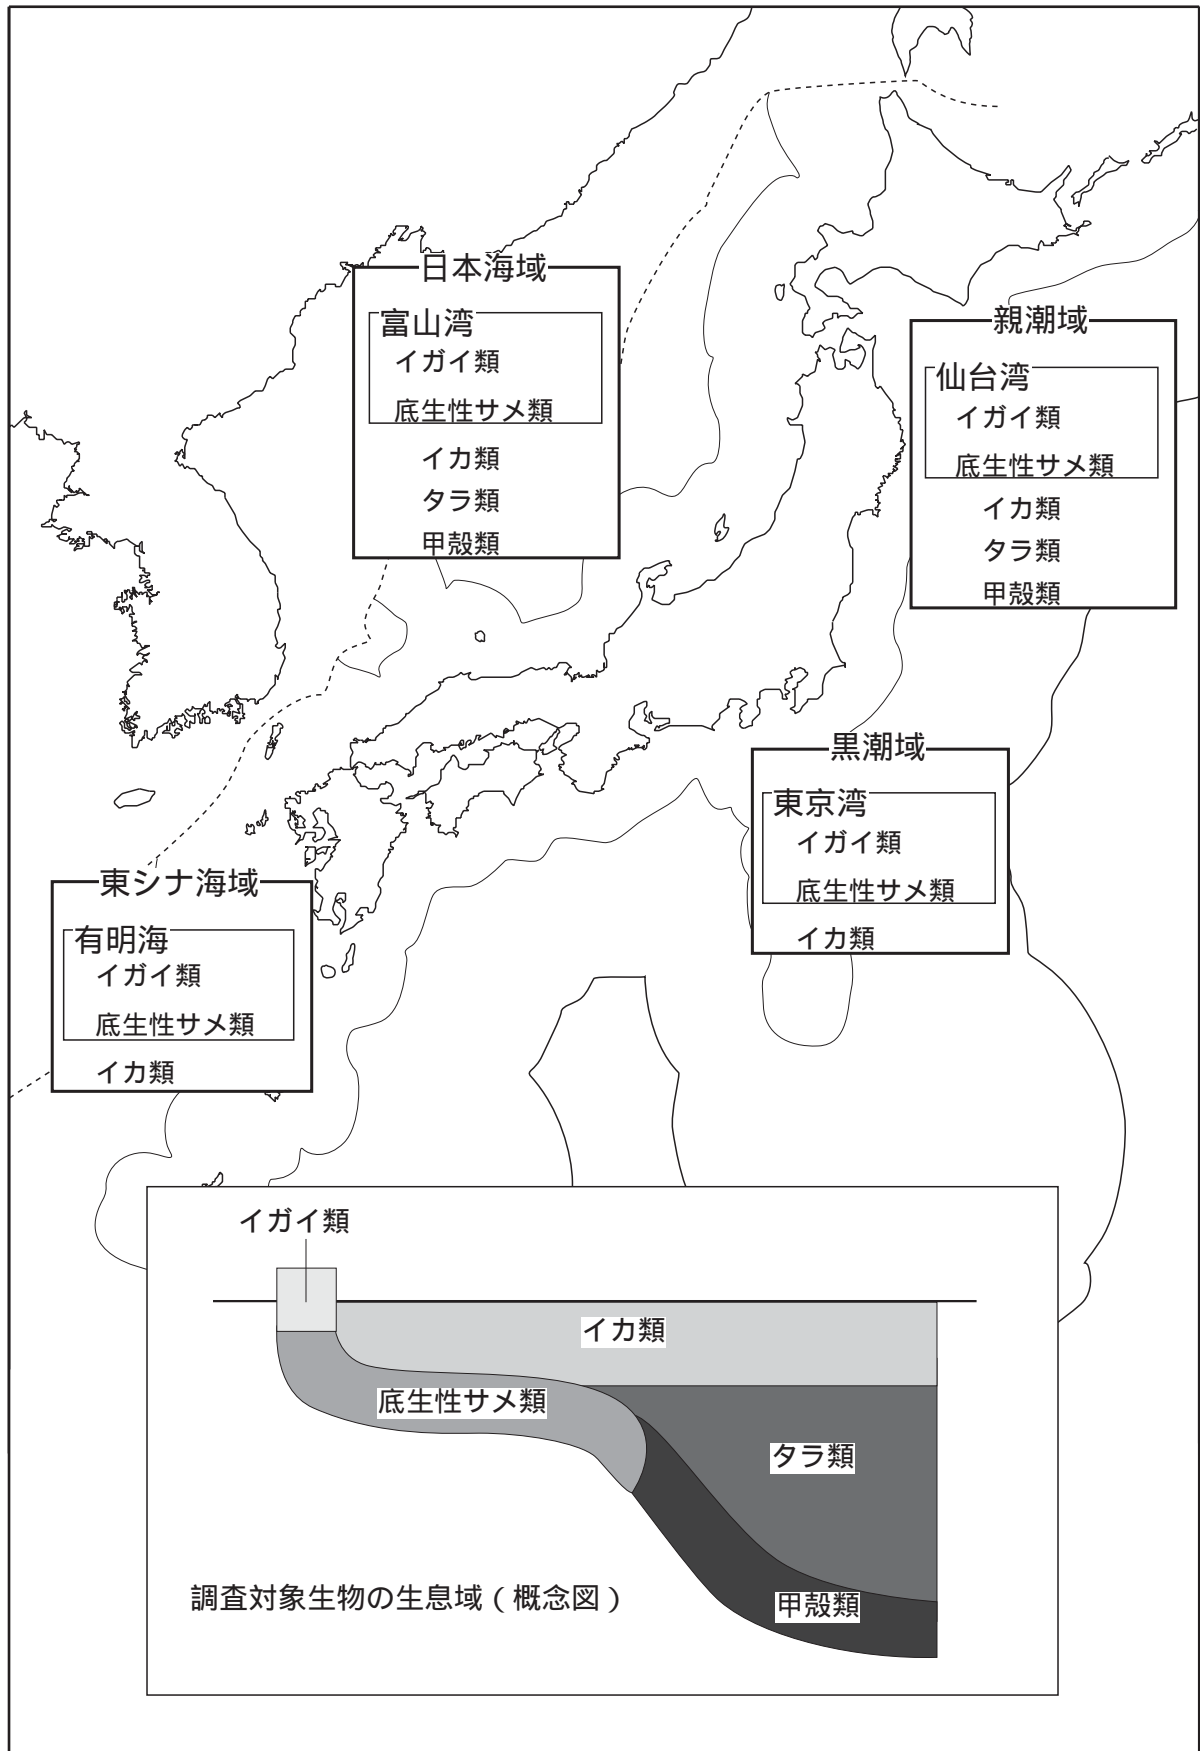 日本海域
富山湾
イガイ類
底生性サメ類
イカ類
タラ類
甲殻類
親潮域
仙台湾
イガイ類
底生性サメ類
イカ類
タラ類
甲殻類
黒潮域
東京湾
イガイ類
底生性サメ類
イカ類
東シナ海域
有明海
イガイ類
底生性サメ類
イカ類
イガイ類
イカ類
底生性サメ類
タラ類
甲殻類
調査対象生物の生息域（概念図）